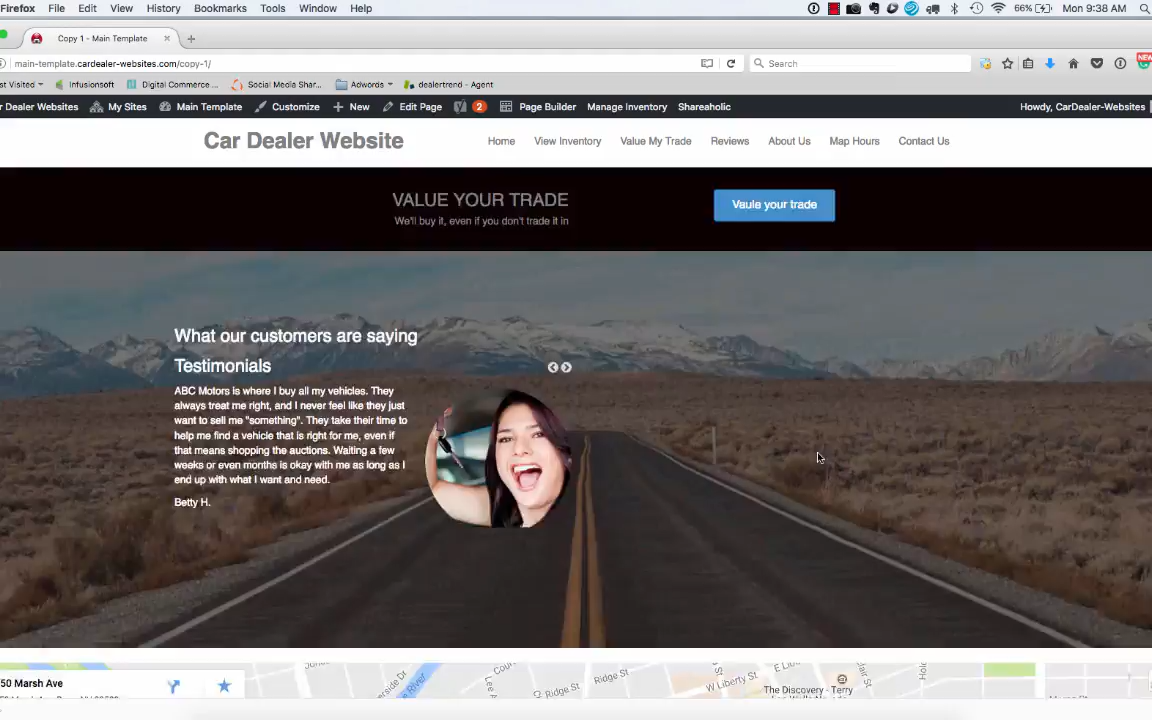 Firefox File Edit View History Bookmarks Tools Window Help 66% Mon 9:38 AM
Copy 1 - Main Template
main-template.cardealer-websites.com/copy-1/ Search NEW
st Visited Infusionsoft Digital Commerce ... Social Media Shar... Adwords dealertrend - Agent
r Dealer Websites My Sites Main Template Customize New Edit Page 2 Page Builder Manage Inventory Shareaholic Howdy, CarDealer-Websites
Car Dealer Website Home View Inventory Value My Trade Reviews About Us Map Hours Contact Us
VALUE YOUR TRADE
We'll buy it, even if you don't trade it in
Vaule your trade
What our customers are saying
Testimonials
ABC Motors is where I buy all my vehicles. They
always treat me right, and I never feel like they just
want to sell me "something". They take their time to
help me find a vehicle that is right for me, even if
that means shopping the auctions. Waiting a few
weeks or even months is okay with me as long as I
end up with what I want and need.
Betty H.
50 Marsh Ave
Ridge St
Ridge St
W Liberty St
The Discovery - Terry